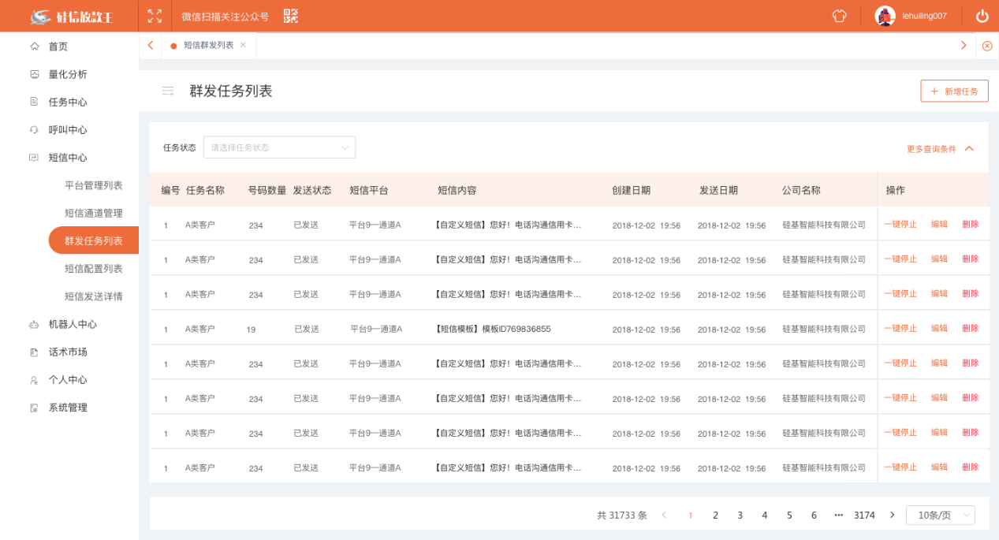 硅信放款王
微信扫描关注公众号
lehuiling007
首页
量化分析
任务中心
呼叫中心
短信中心
平台管理列表
短信通道管理
群发任务列表
短信配置列表
短信发送详情
机器人中心
话术市场
个人中心
系统管理
短信群发列表
群发任务列表
+ 新增任务
任务状态 请选择任务状态
更多查询条件
编号 任务名称 号码数量 发送状态 短信平台 短信内容 创建日期 发送日期 公司名称 操作
1 A类客户 234 已发送 平台9—通道A 【自定义短信】您好！电话沟通信用卡… 2018-12-02 19:56 2018-12-02 19:56 硅基智能科技有限公司 一键停止 编辑 删除
1 A类客户 234 已发送 平台9—通道A 【自定义短信】您好！电话沟通信用卡… 2018-12-02 19:56 2018-12-02 19:56 硅基智能科技有限公司 一键停止 编辑 删除
1 A类客户 234 已发送 平台9—通道A 【自定义短信】您好！电话沟通信用卡… 2018-12-02 19:56 2018-12-02 19:56 硅基智能科技有限公司 一键停止 编辑 删除
1 A类客户 19 已发送 平台9—通道A 【短信模板】模板ID769836855 2018-12-02 19:56 2018-12-02 19:56 硅基智能科技有限公司 一键停止 编辑 删除
1 A类客户 234 已发送 平台9—通道A 【自定义短信】您好！电话沟通信用卡… 2018-12-02 19:56 2018-12-02 19:56 硅基智能科技有限公司 一键停止 编辑 删除
1 A类客户 234 已发送 平台9—通道A 【自定义短信】您好！电话沟通信用卡… 2018-12-02 19:56 2018-12-02 19:56 硅基智能科技有限公司 一键停止 编辑 删除
1 A类客户 234 已发送 平台9—通道A 【自定义短信】您好！电话沟通信用卡… 2018-12-02 19:56 2018-12-02 19:56 硅基智能科技有限公司 一键停止 编辑 删除
1 A类客户 234 已发送 平台9—通道A 【自定义短信】您好！电话沟通信用卡… 2018-12-02 19:56 2018-12-02 19:56 硅基智能科技有限公司 一键停止 编辑 删除
共 31733 条 1 2 3 4 5 6 ··· 3174 10条/页